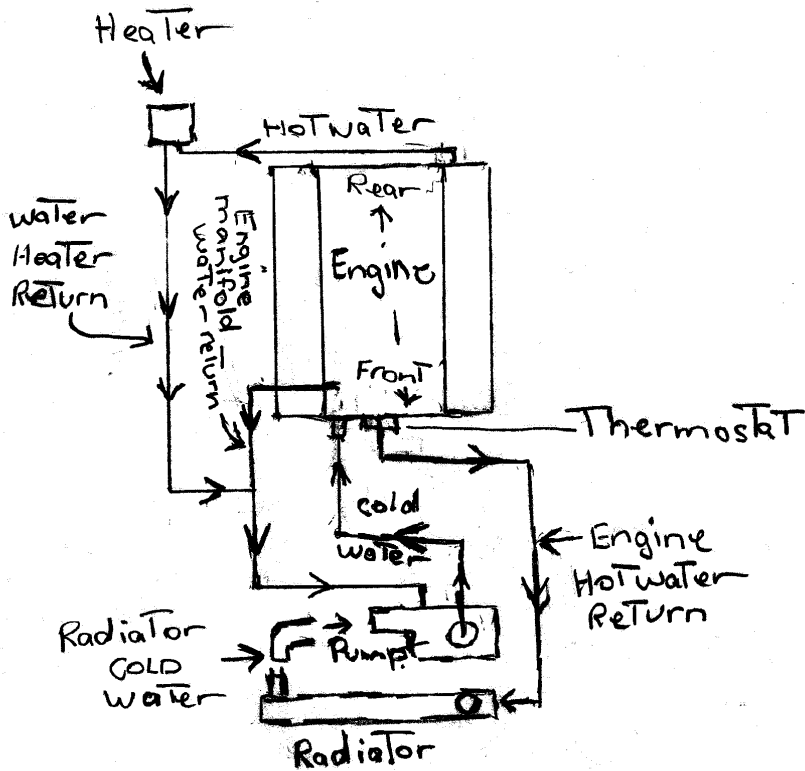 Heater
HoTwaTer
Rear
Engine
Front
waTer
HeaTer
ReTurn
Engine
manifold
water return
ThermosTaT
cold
water
Engine
HoTwaTer
ReTurn
RadiaTor
COLD
waTer
Pump
RadiaTor